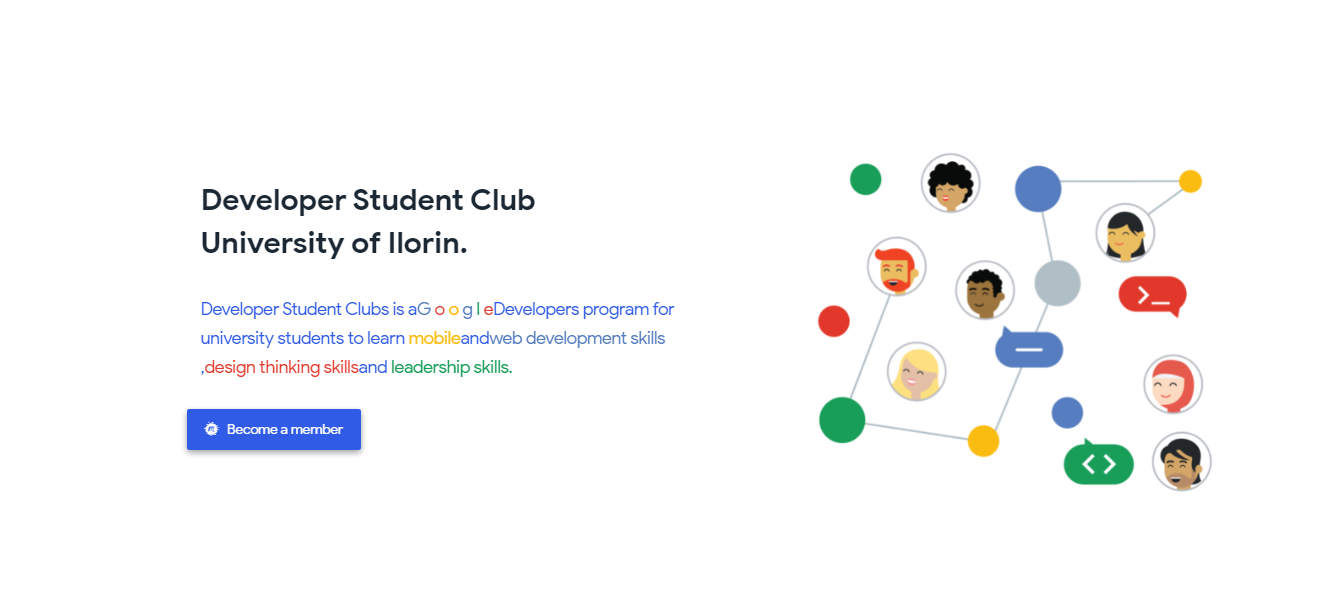 Developer Student Club
University of Ilorin.
Developer Student Clubs is aG o o g l eDevelopers program for
university students to learn mobileandweb development skills
,design thinking skillsand leadership skills.
Become a member
>_
< >